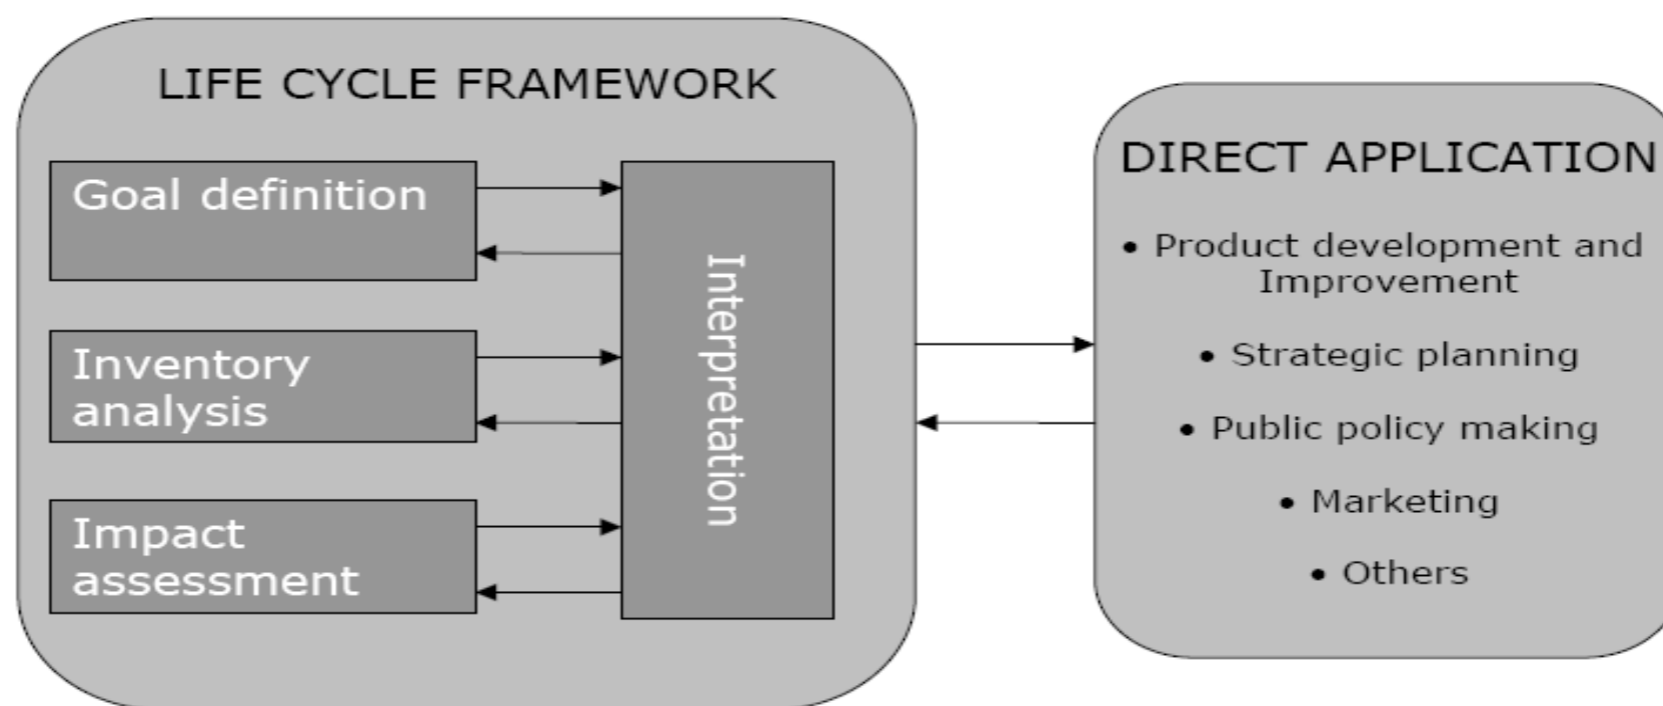 LIFE CYCLE FRAMEWORK
Goal definition
Inventory
analysis
Impact
assessment
Interpretation
DIRECT APPLICATION
• Product development and
Improvement
• Strategic planning
• Public policy making
• Marketing
• Others